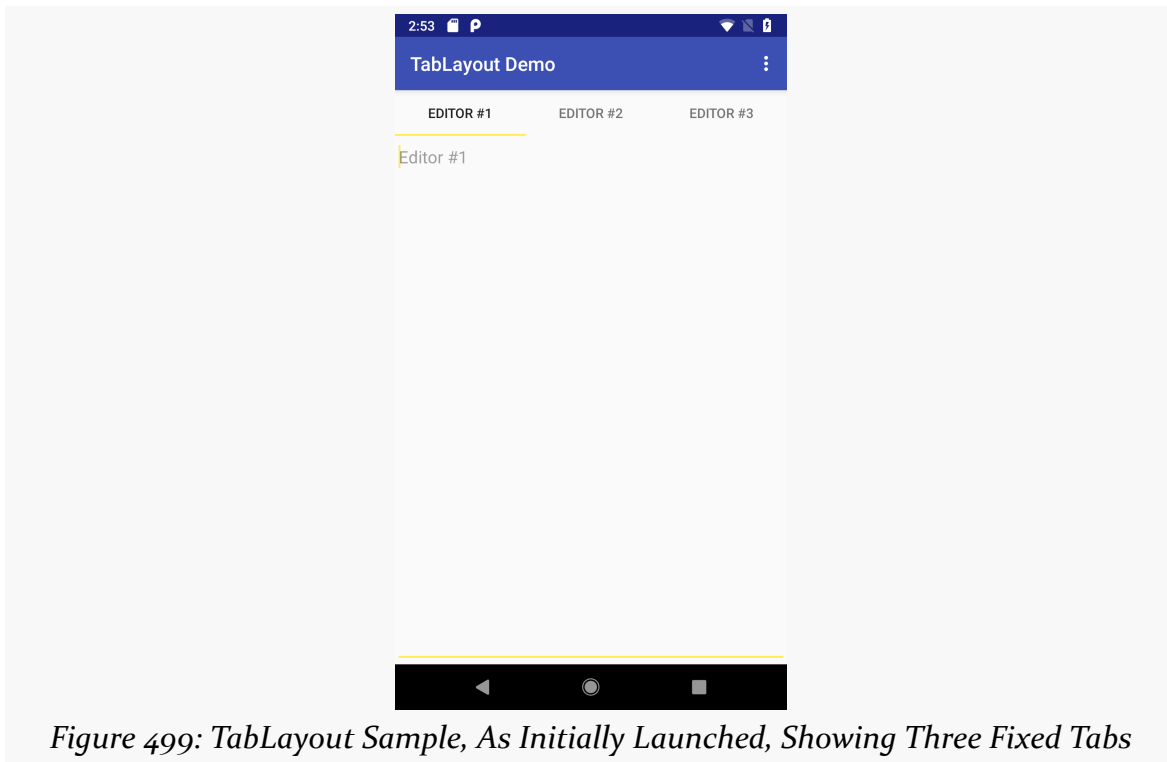 2:53
TabLayout Demo
EDITOR #1 EDITOR #2 EDITOR #3
Editor #1
Figure 499: TabLayout Sample, As Initially Launched, Showing Three Fixed Tabs